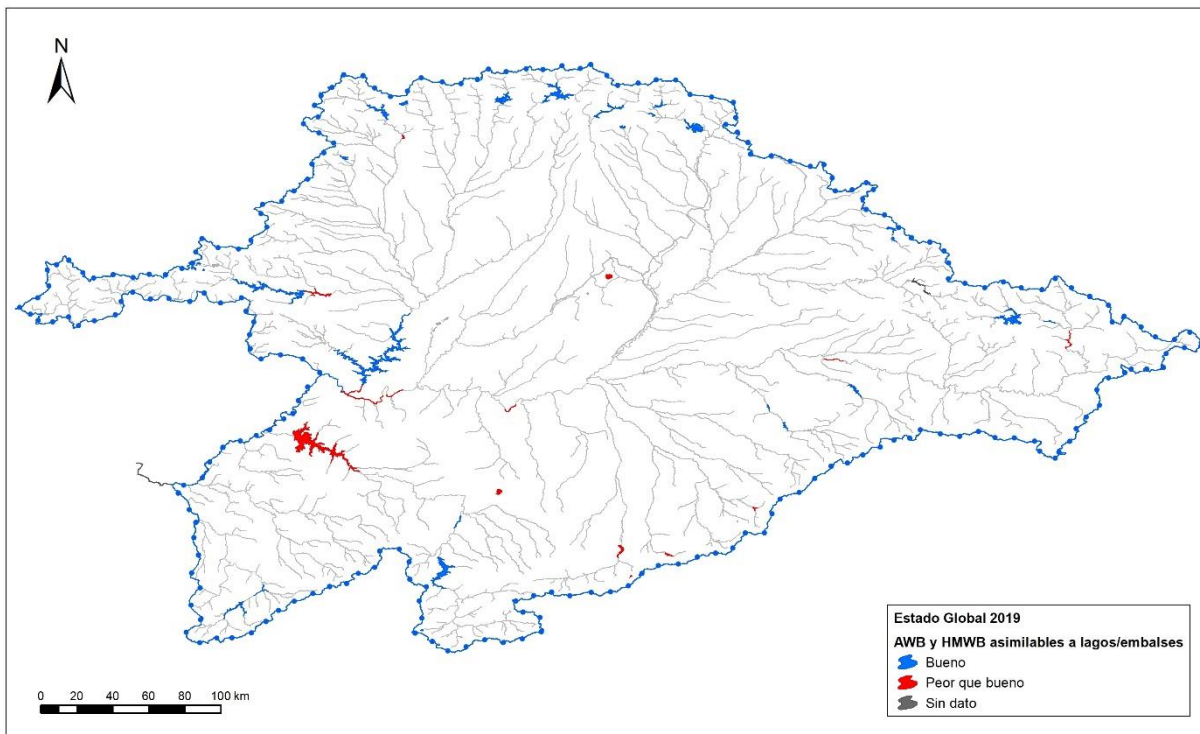 N
Estado Global 2019
AWB y HMWB asimilables a lagos/embalses
Bueno
Peor que bueno
Sin dato
0 20 40 60 80 100 km